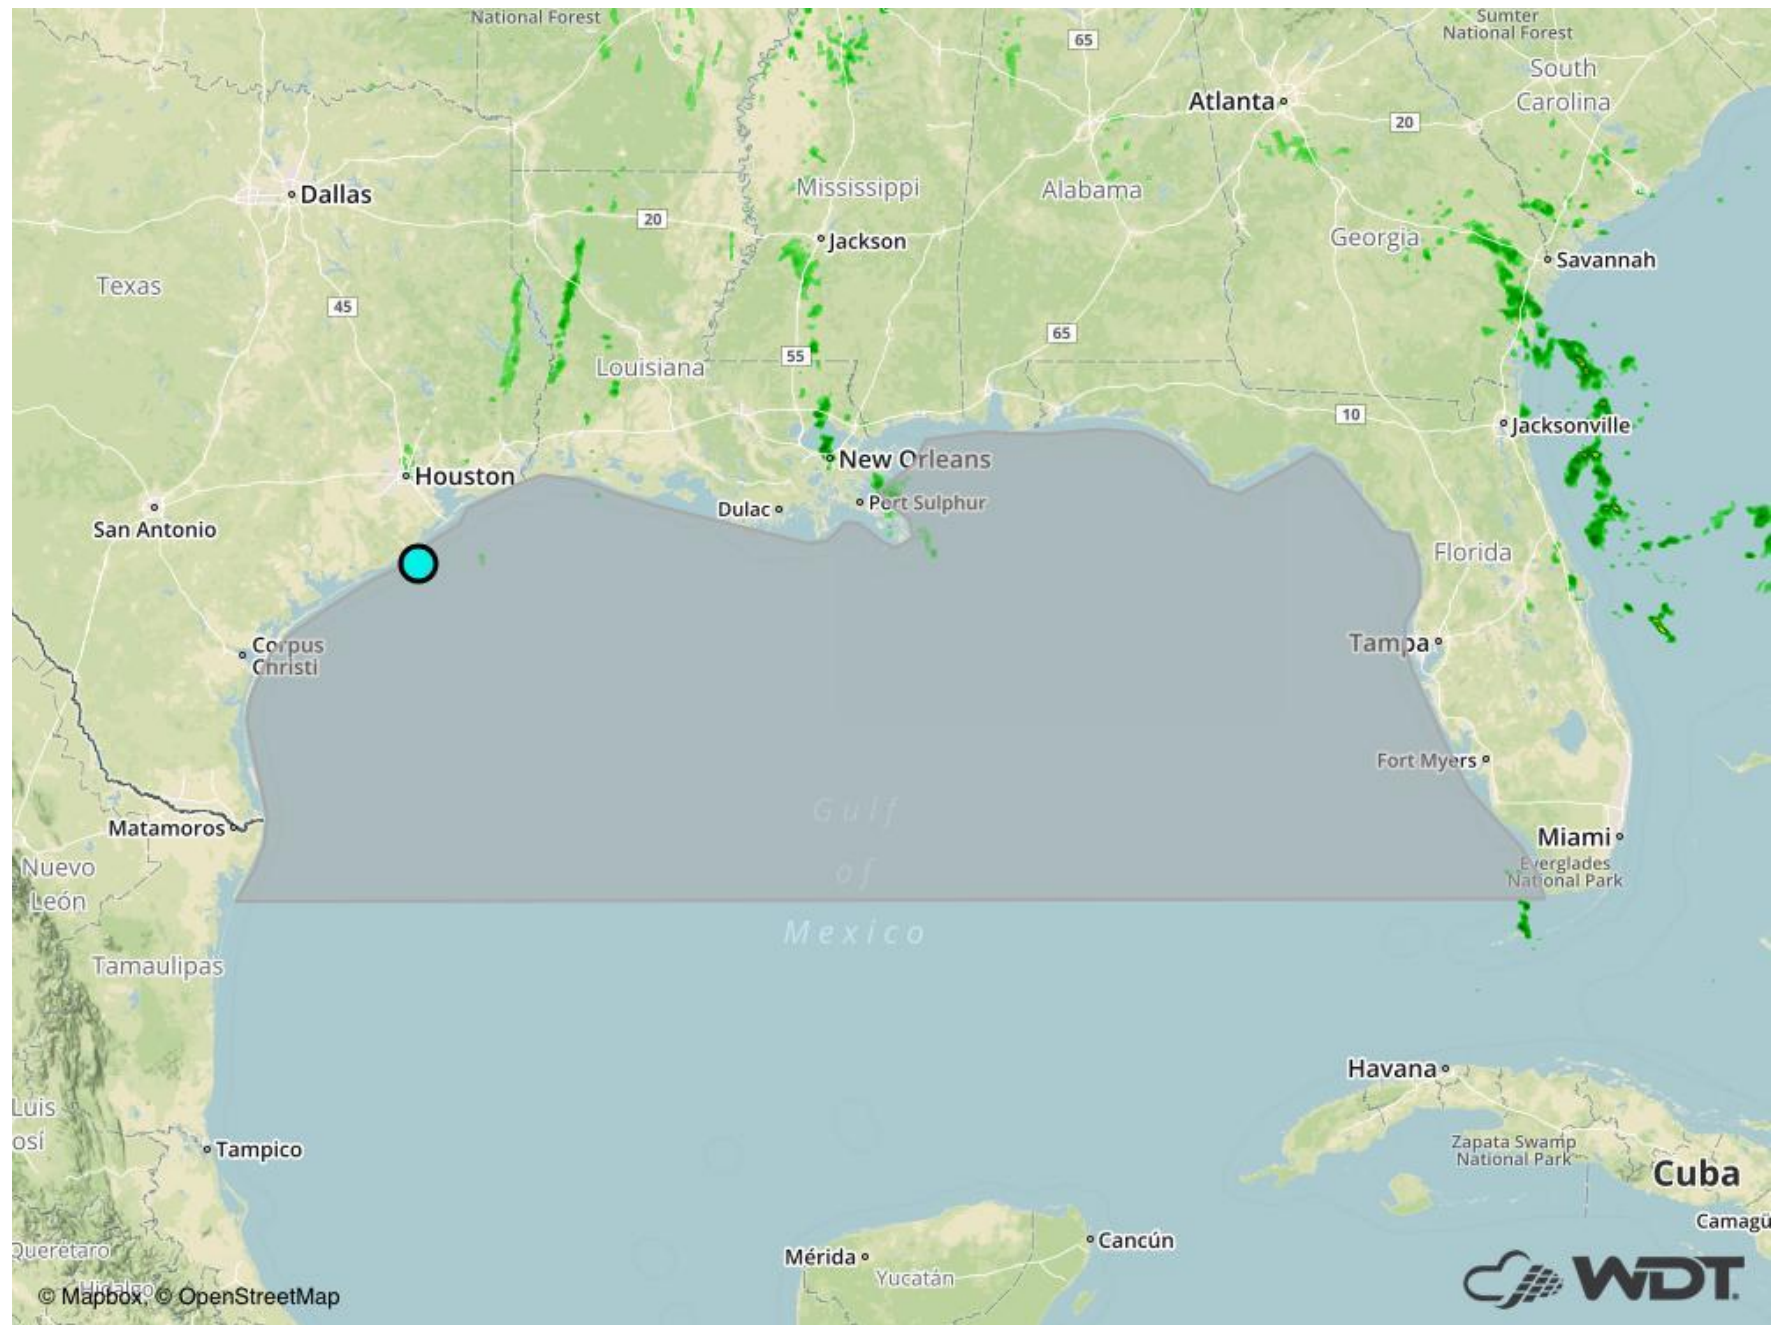 National Forest
65
Sumter
National Forest
South
Carolina
Atlanta
20
Dallas
20
Mississippi
Alabama
Jackson
Georgia
Savannah
Texas
45
65
55
Louisiana
10
Jacksonville
New Orleans
Houston
Dulac
Port Sulphur
San Antonio
Florida
Corpus
Christi
Tampa
Fort Myers
Gulf
of
Mexico
Matamoros
Miami
Everglades
National Park
Nuevo
León
Tamaulipas
Havana
Luis
osí
Tampico
Zapata Swamp
National Park
Cuba
Camagü
Cancún
Mérida
Yucatán
Querétaro
Hidalgo
© Mapbox, © OpenStreetMap
WDT